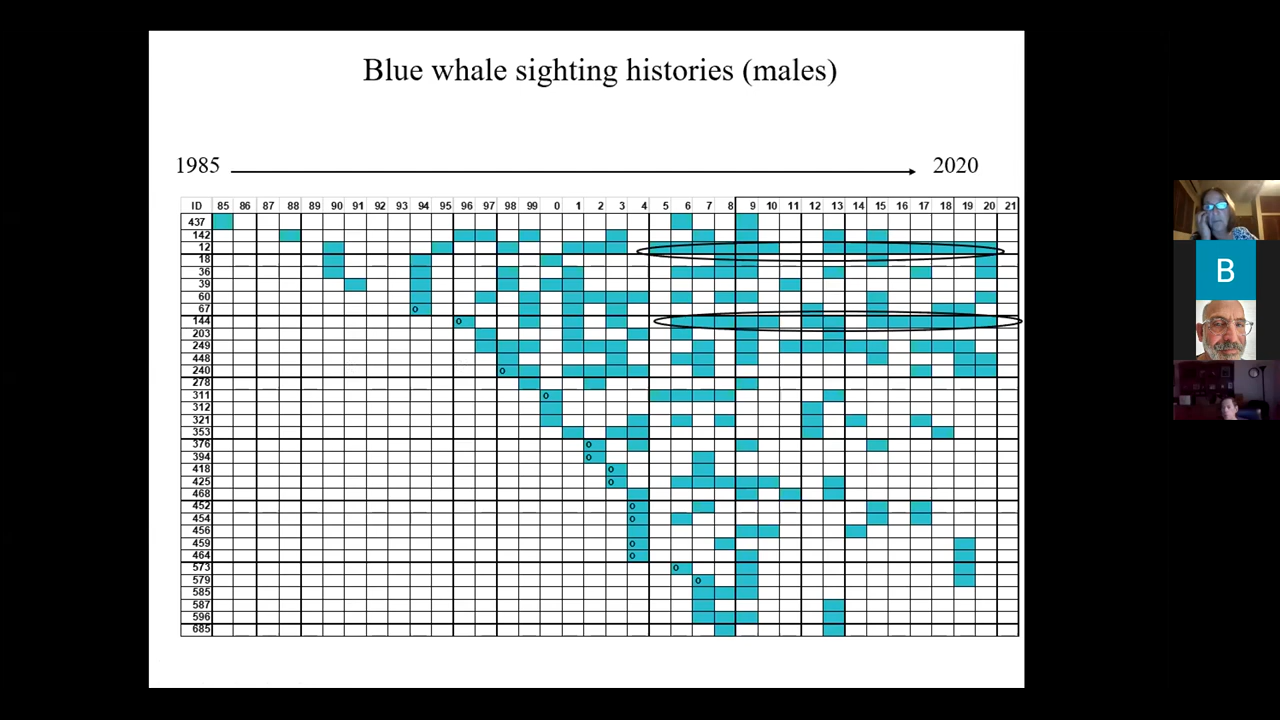 Blue whale sighting histories (males)
1985 2020
ID 85 86 87 88 89 90 91 92 93 94 95 96 97 98 99 0 1 2 3 4 5 6 7 8 9 10 11 12 13 14 15 16 17 18 19 20 21
437
142
12
18
36
39
60
67 o
144 o
203
249
448
240 o
278
311 o
312
321
353
376 o
394 o
418 o
425 o
468
452 o
454 o
456
459 o
464 o
573 o
579 o
585
587
596
685
B